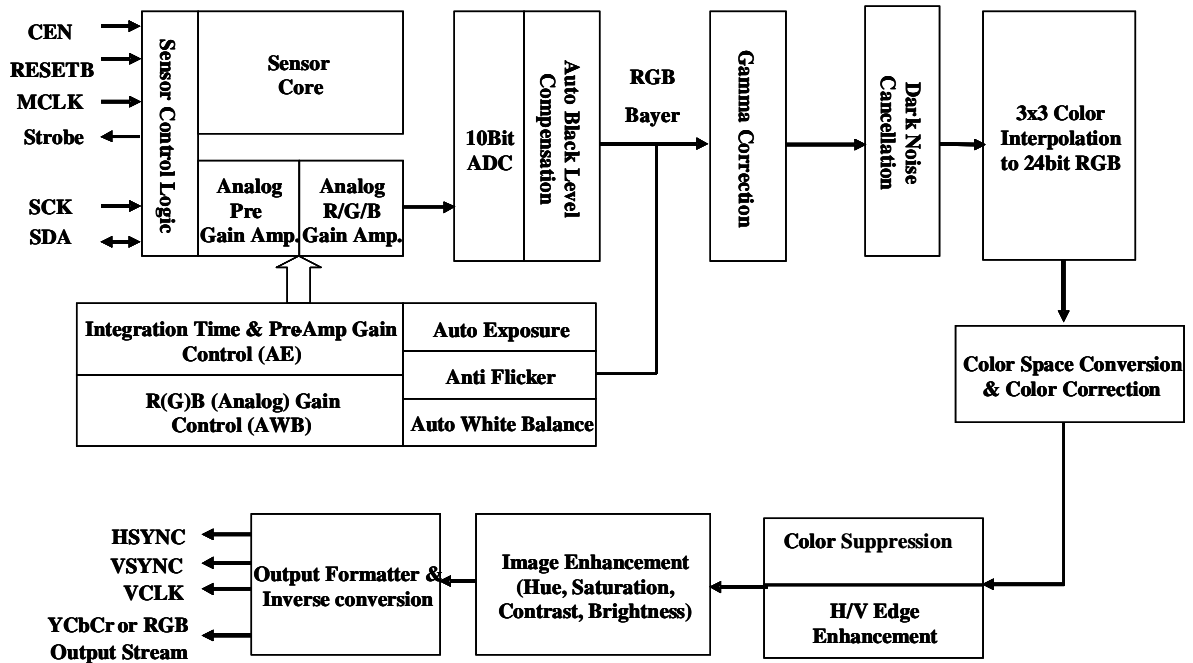 CEN
RESETB
MCLK
Strobe
SCK
SDA
Sensor Control Logic
Sensor
Core
Analog
Pre
Gain Amp.
Analog
R/G/B
Gain Amp.
10Bit
ADC
Auto Black Level
Compensation
RGB
Bayer
Gamma Correction
Dark Noise
Cancellation
3x3 Color
Interpolation
to 24bit RGB
Integration Time & Pre-Amp Gain
Control (AE)
R(G)B (Analog) Gain
Control (AWB)
Auto Exposure
Anti Flicker
Auto White Balance
Color Space Conversion
& Color Correction
Color Suppression
H/V Edge
Enhancement
Image Enhancement
(Hue, Saturation,
Contrast, Brightness)
Output Formatter &
Inverse conversion
HSYNC
VSYNC
VCLK
YCbCr or RGB
Output Stream